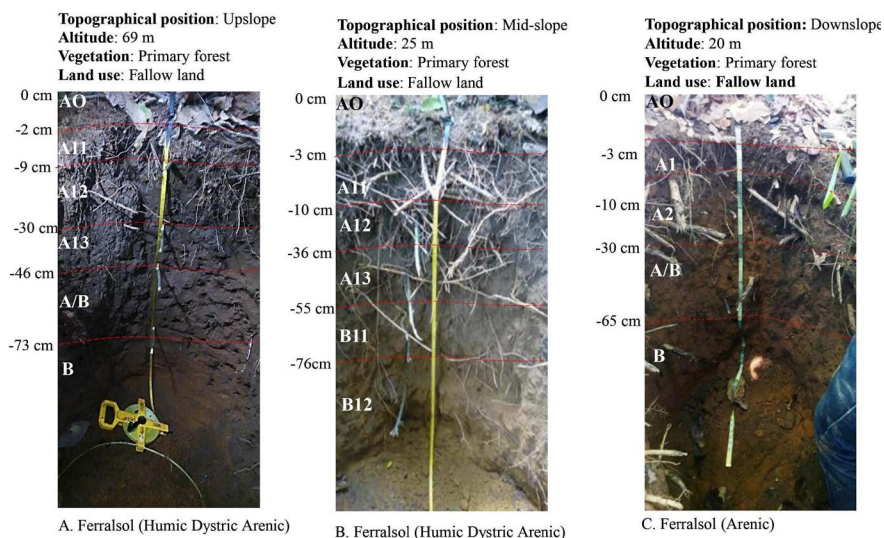 Topographical position: Upslope
Altitude: 69 m
Vegetation: Primary forest
Land use: Fallow land
0 cm
AO
-2 cm
A11
-9 cm
A12
-30 cm
A13
-46 cm
A/B
-73 cm
B
A. Ferralsol (Humic Dystric Arenic)
Topographical position: Mid-slope
Altitude: 25 m
Vegetation: Primary forest
Land use: Fallow land
0 cm
AO
-3 cm
A11
-10 cm
A12
-36 cm
A13
-55 cm
B11
-76cm
B12
B. Ferralsol (Humic Dystric Arenic)
Topographical position: Downslope
Altitude: 20 m
Vegetation: Primary forest
Land use: Fallow land
0 cm
AO
-3 cm
A1
-10 cm
A2
-30 cm
A/B
-65 cm
B
C. Ferralsol (Arenic)